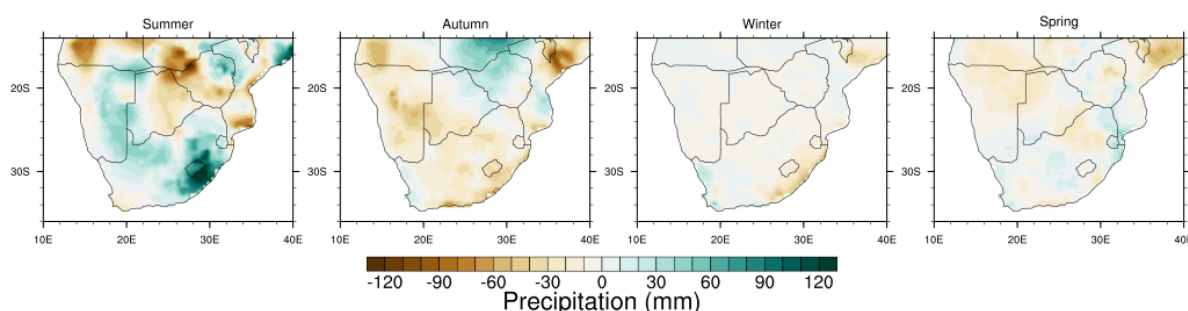 Summer Autumn Winter Spring
20S 20S 20S 20S
30S 30S 30S 30S
10E 20E 30E 40E 10E 20E 30E 40E 10E 20E 30E 40E 10E 20E 30E 40E
-120 -90 -60 -30 0 30 60 90 120
Precipitation (mm)